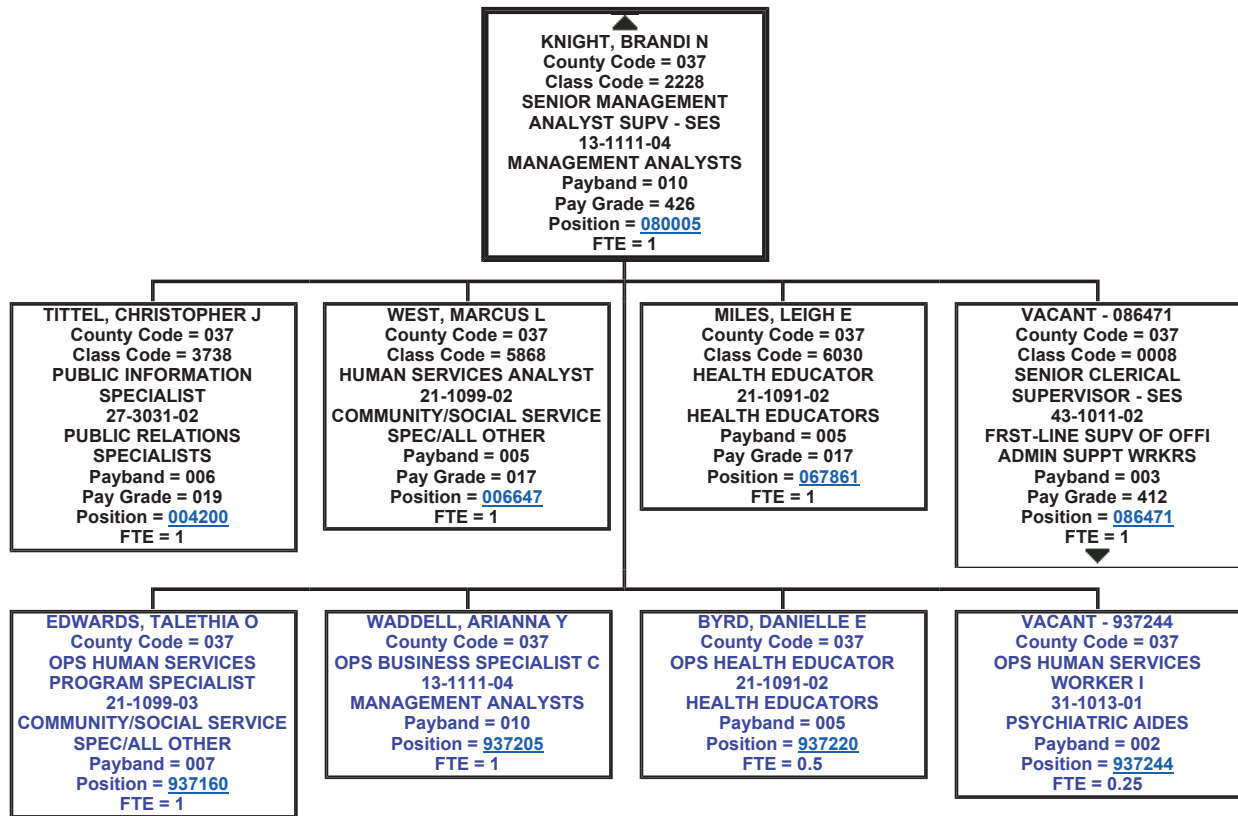 KNIGHT, BRANDI N
County Code = 037
Class Code = 2228
SENIOR MANAGEMENT
ANALYST SUPV - SES
13-1111-04
MANAGEMENT ANALYSTS
Payband = 010
Pay Grade = 426
Position = 080005
FTE = 1
TITTEL, CHRISTOPHER J
County Code = 037
Class Code = 3738
PUBLIC INFORMATION
SPECIALIST
27-3031-02
PUBLIC RELATIONS
SPECIALISTS
Payband = 006
Pay Grade = 019
Position = 004200
FTE = 1
WEST, MARCUS L
County Code = 037
Class Code = 5868
HUMAN SERVICES ANALYST
21-1099-02
COMMUNITY/SOCIAL SERVICE
SPEC/ALL OTHER
Payband = 005
Pay Grade = 017
Position = 006647
FTE = 1
MILES, LEIGH E
County Code = 037
Class Code = 6030
HEALTH EDUCATOR
21-1091-02
HEALTH EDUCATORS
Payband = 005
Pay Grade = 017
Position = 067861
FTE = 1
VACANT - 086471
County Code = 037
Class Code = 0008
SENIOR CLERICAL
SUPERVISOR - SES
43-1011-02
FRST-LINE SUPV OF OFFI
ADMIN SUPPT WRKRS
Payband = 003
Pay Grade = 412
Position = 086471
FTE = 1
EDWARDS, TALETHIA O
County Code = 037
OPS HUMAN SERVICES
PROGRAM SPECIALIST
21-1099-03
COMMUNITY/SOCIAL SERVICE
SPEC/ALL OTHER
Payband = 007
Position = 937160
FTE = 1
WADDELL, ARIANNA Y
County Code = 037
OPS BUSINESS SPECIALIST C
13-1111-04
MANAGEMENT ANALYSTS
Payband = 010
Position = 937205
FTE = 1
BYRD, DANIELLE E
County Code = 037
OPS HEALTH EDUCATOR
21-1091-02
HEALTH EDUCATORS
Payband = 005
Position = 937220
FTE = 0.5
VACANT - 937244
County Code = 037
OPS HUMAN SERVICES
WORKER I
31-1013-01
PSYCHIATRIC AIDES
Payband = 002
Position = 937244
FTE = 0.25